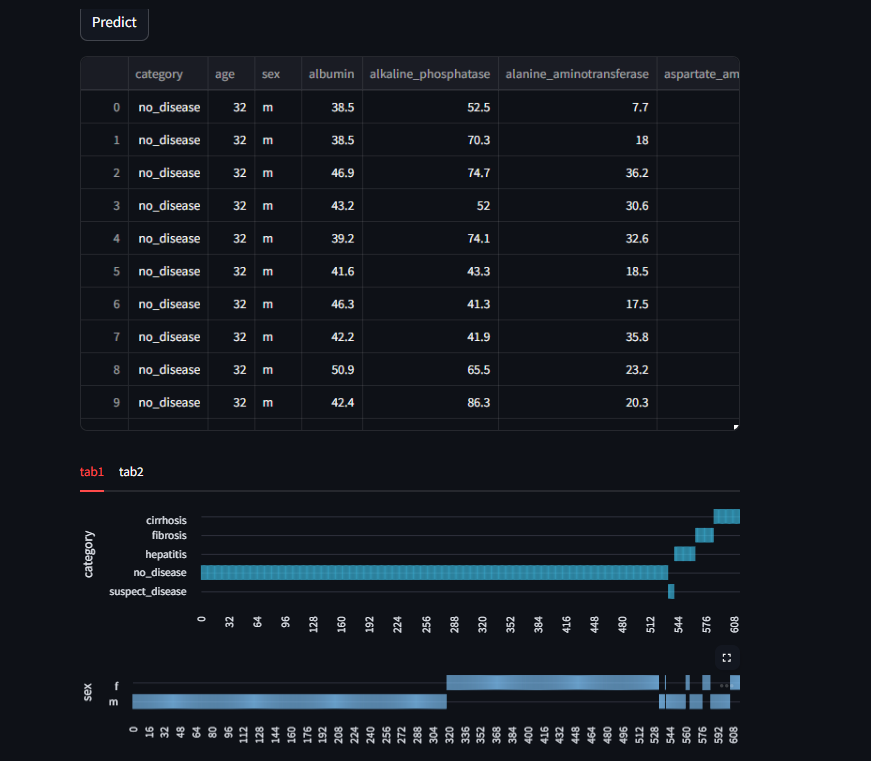 Predict
category age sex albumin alkaline_phosphatase alanine_aminotransferase aspartate_am
0 no_disease 32 m 38.5 52.5 7.7
1 no_disease 32 m 38.5 70.3 18
2 no_disease 32 m 46.9 74.7 36.2
3 no_disease 32 m 43.2 52 30.6
4 no_disease 32 m 39.2 74.1 32.6
5 no_disease 32 m 41.6 43.3 18.5
6 no_disease 32 m 46.3 41.3 17.5
7 no_disease 32 m 42.2 41.9 35.8
8 no_disease 32 m 50.9 65.5 23.2
9 no_disease 32 m 42.4 86.3 20.3
tab1 tab2
category
cirrhosis
fibrosis
hepatitis
no_disease
suspect_disease
0 32 64 96 128 160 192 224 256 288 320 352 384 416 448 480 512 544 576 608
sex
f
m
0 16 32 48 64 80 96 112 128 144 160 176 192 208 224 240 256 272 288 304 320 336 352 368 384 400 416 432 448 464 480 496 512 528 544 560 576 592 608